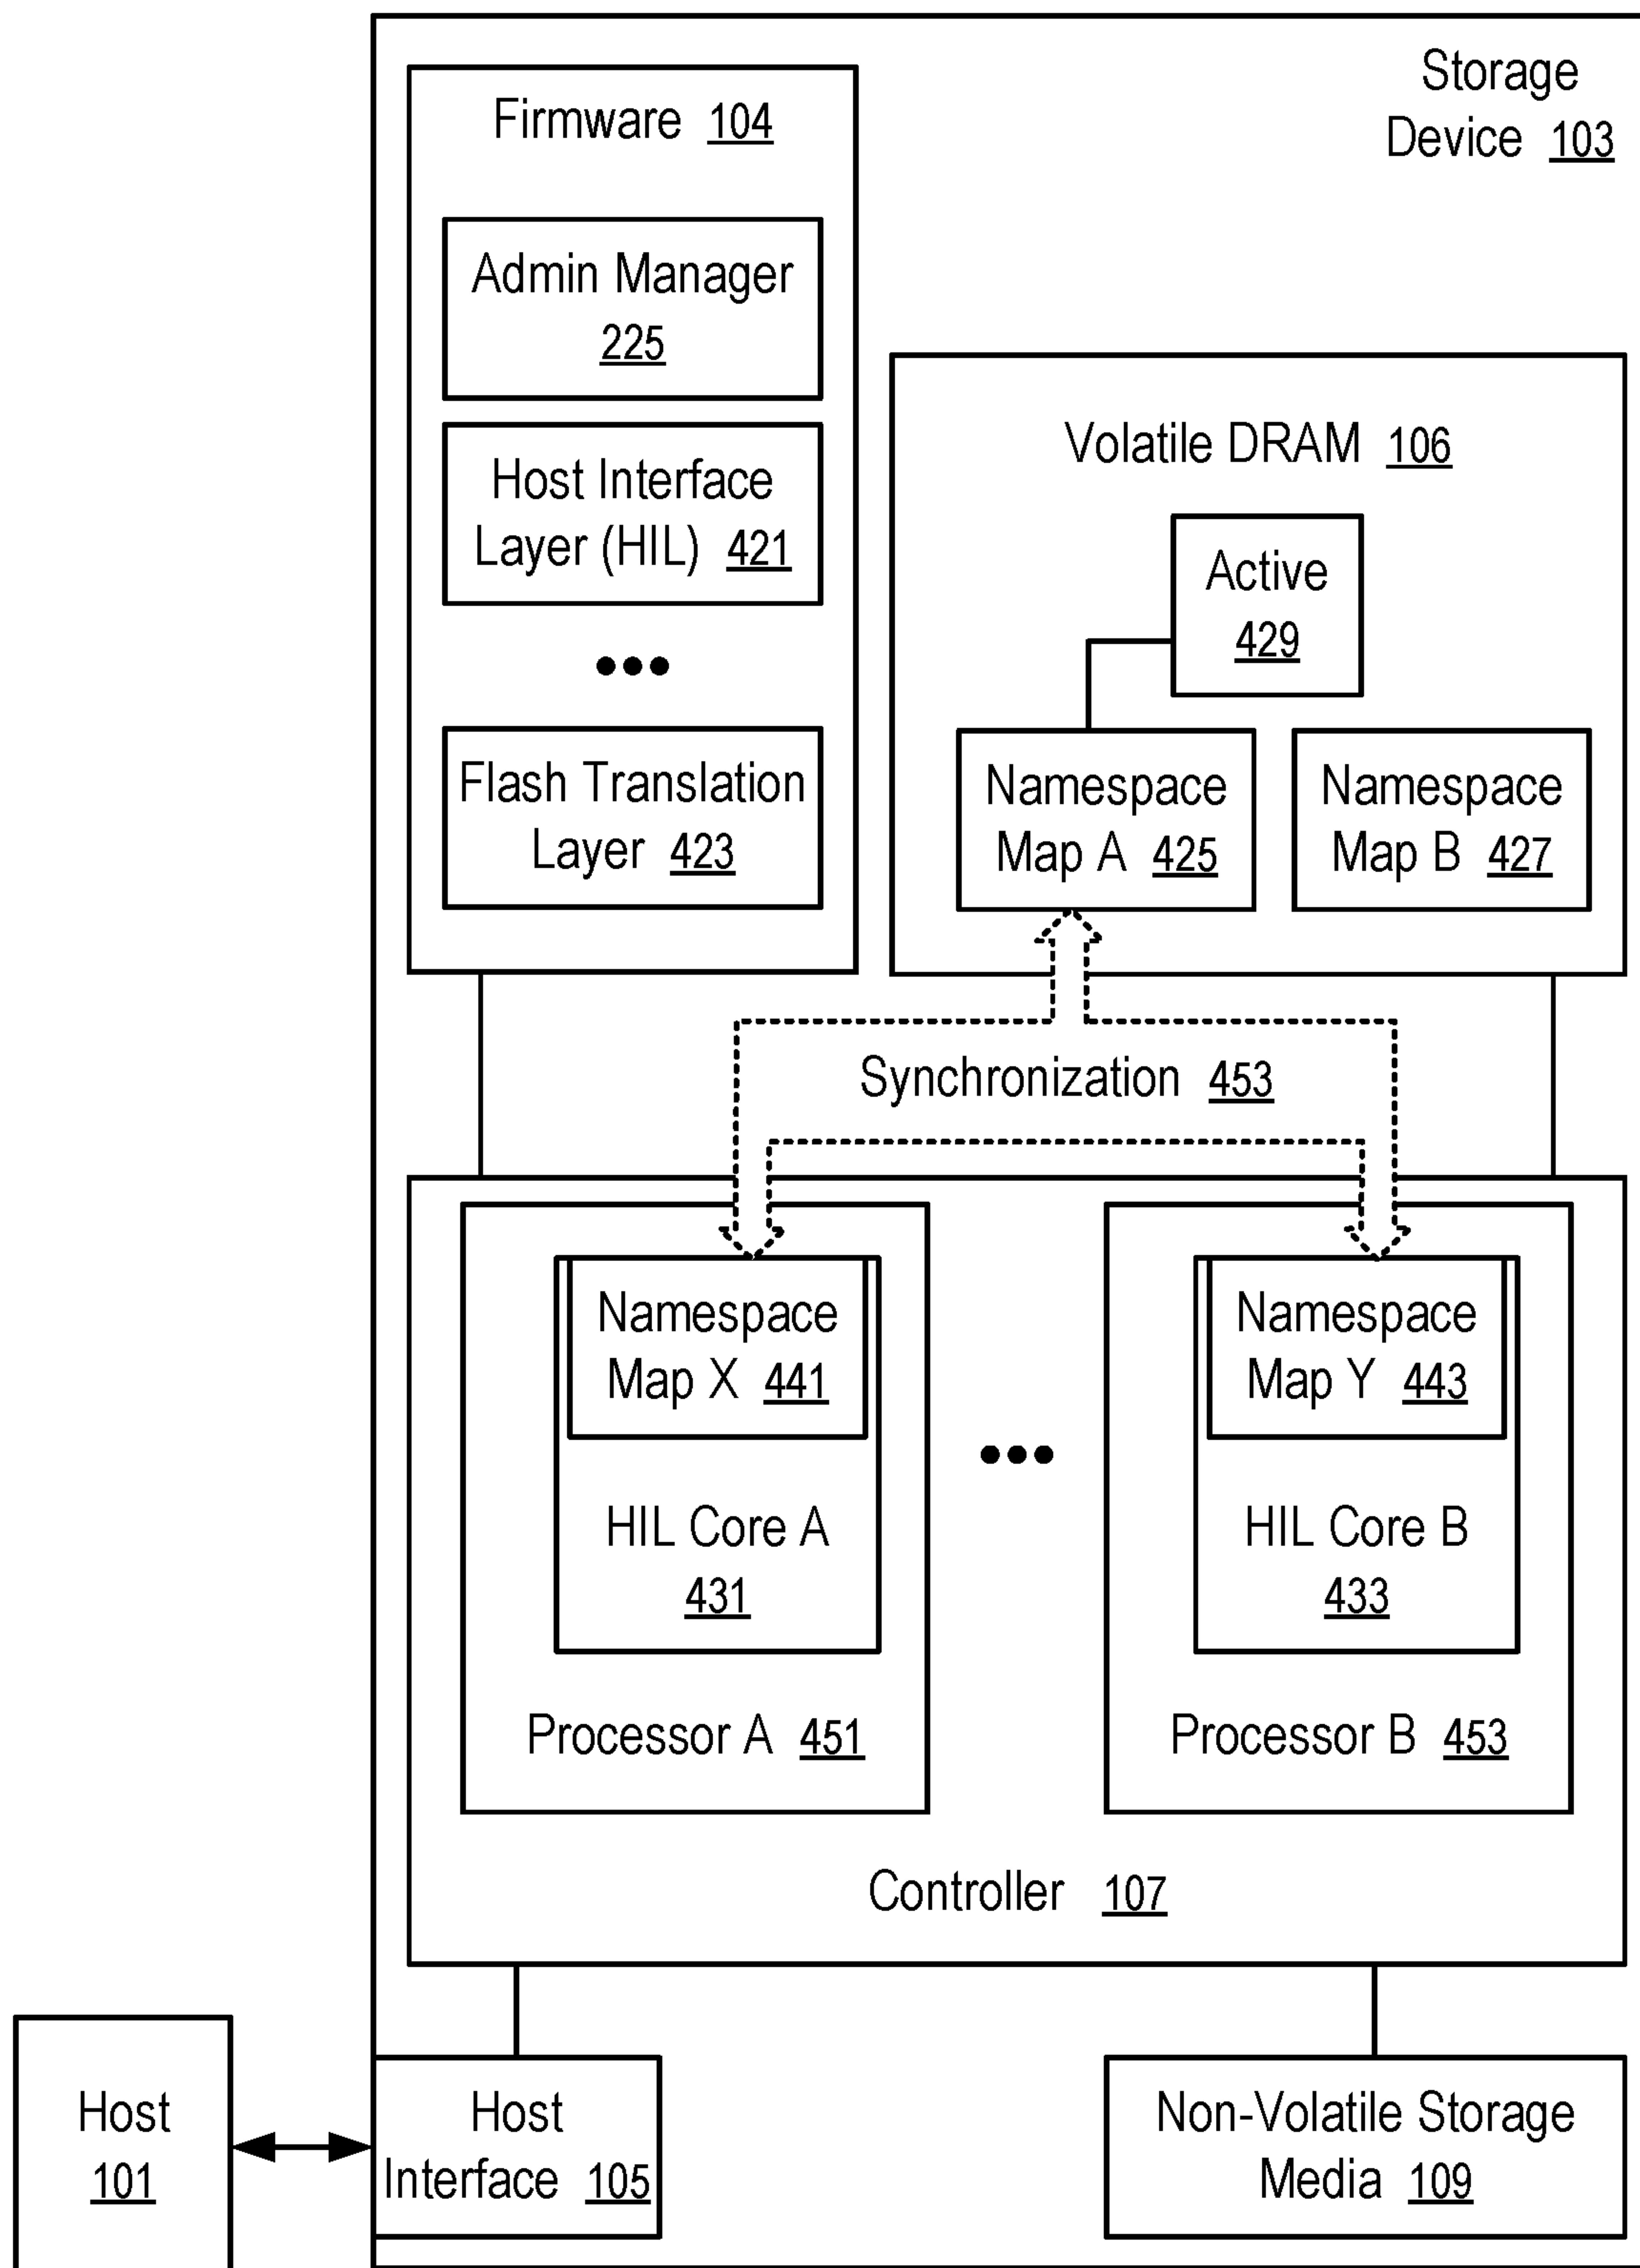 Storage
Device 103
Firmware 104
Admin Manager
225
Host Interface
Layer (HIL) 421
Flash Translation
Layer 423
Volatile DRAM 106
Active
429
Namespace
Map A 425
Namespace
Map B 427
Synchronization 453
Namespace
Map X 441
HIL Core A
431
Processor A 451
Namespace
Map Y 443
HIL Core B
433
Processor B 453
Controller 107
Host
101
Host
Interface 105
Non-Volatile Storage
Media 109